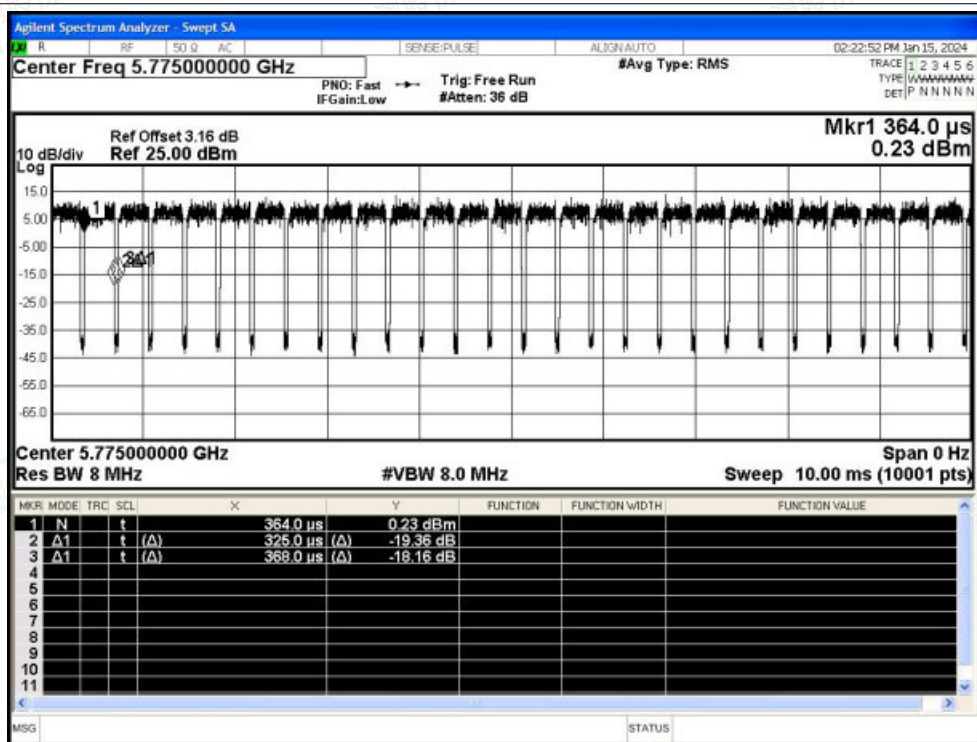 Agilent Spectrum Analyzer - Swept SA
R RF 50 Ω AC SENSE:PULSE ALIGN AUTO 02:22:52 PM Jan 15, 2024
Center Freq 5.775000000 GHz #Avg Type: RMS TRACE 1 2 3 4 5 6
PNO: Fast Trig: Free Run TYPE
IFGain:Low #Atten: 36 dB DET P N N N N N
Mkr1 364.0 µs
Ref Offset 3.16 dB
10 dB/div Ref 25.00 dBm 0.23 dBm
Log
15.0
5.00
1
-5.00
-15.0
-25.0
-35.0
-45.0
-55.0
-65.0
Center 5.775000000 GHz Span 0 Hz
Res BW 8 MHz #VBW 8.0 MHz Sweep 10.00 ms (10001 pts)
MKR MODE TRC SCL X Y FUNCTION FUNCTION WIDTH FUNCTION VALUE
1 N t 364.0 µs 0.23 dBm
2 Δ1 t (Δ) 325.0 µs (Δ) -19.36 dB
3 Δ1 t (Δ) 368.0 µs (Δ) -18.16 dB
4
5
6
7
8
9
10
11
MSG STATUS